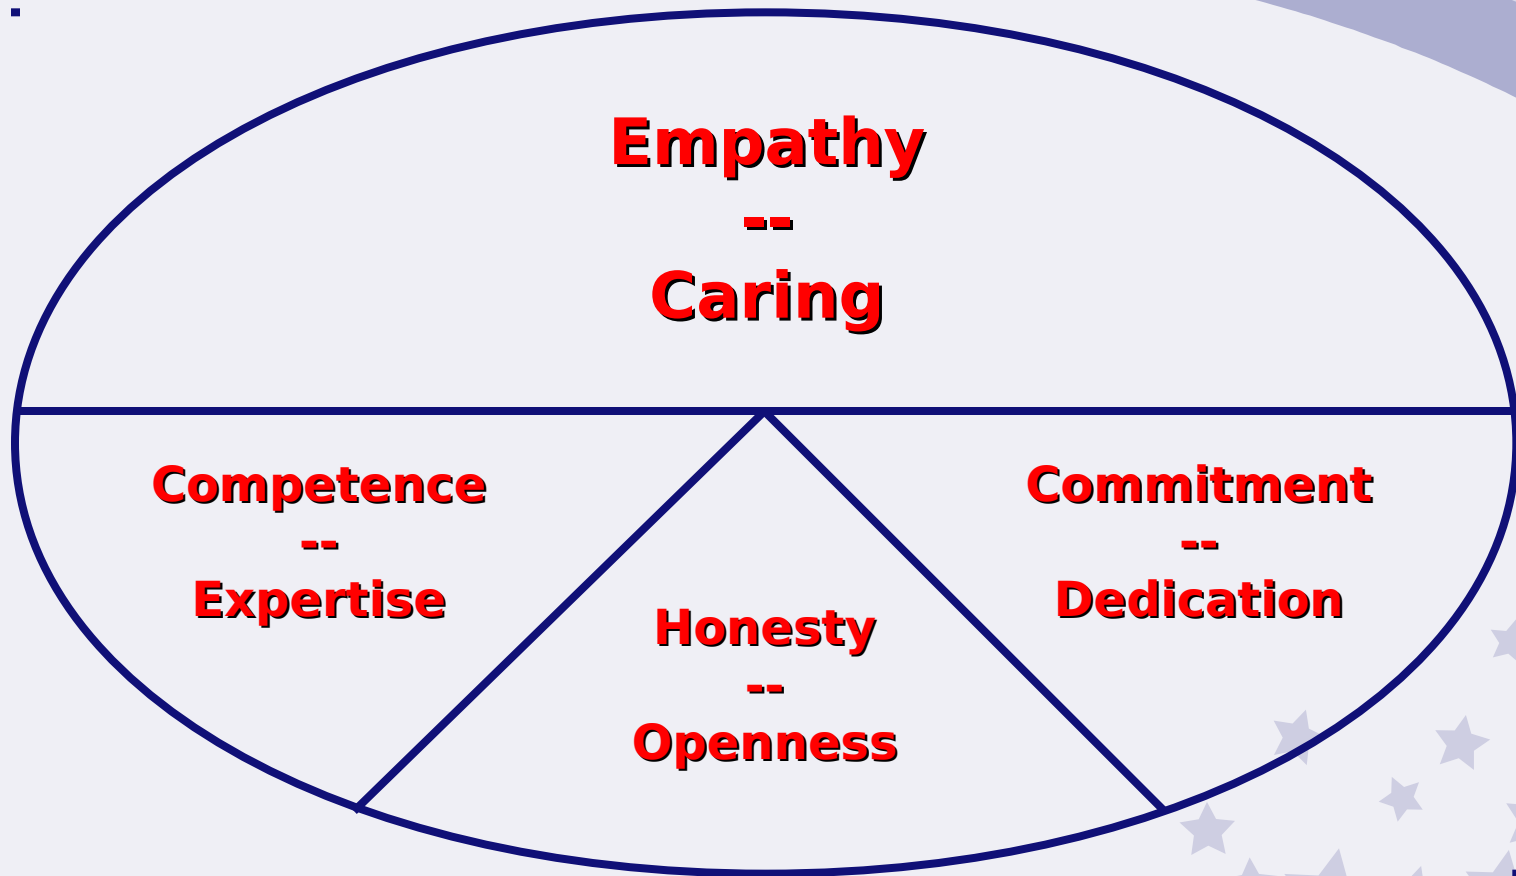 Empathy
--
Caring
Competence
--
Expertise
Honesty
--
Openness
Commitment
--
Dedication